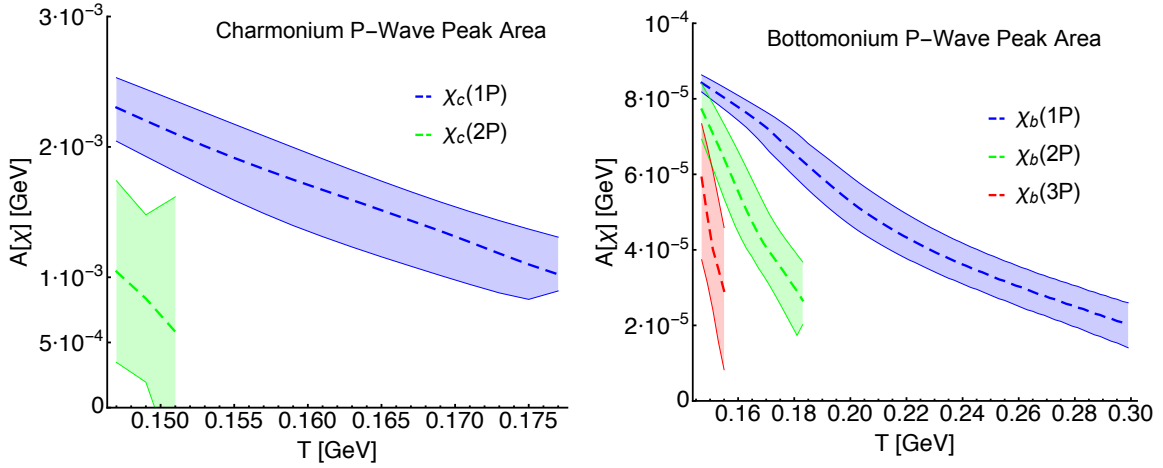 Charmonium P-Wave Peak Area
3·10⁻³
2·10⁻³
1·10⁻³
5·10⁻⁴
0
A[χ] [GeV]
χc(1P)
χc(2P)
0.150 0.155 0.160 0.165 0.170 0.175
T [GeV]
Bottomonium P-Wave Peak Area
10⁻⁴
8·10⁻⁵
6·10⁻⁵
4·10⁻⁵
2·10⁻⁵
0
A[χ] [GeV]
χb(1P)
χb(2P)
χb(3P)
0.16 0.18 0.20 0.22 0.24 0.26 0.28 0.30
T [GeV]